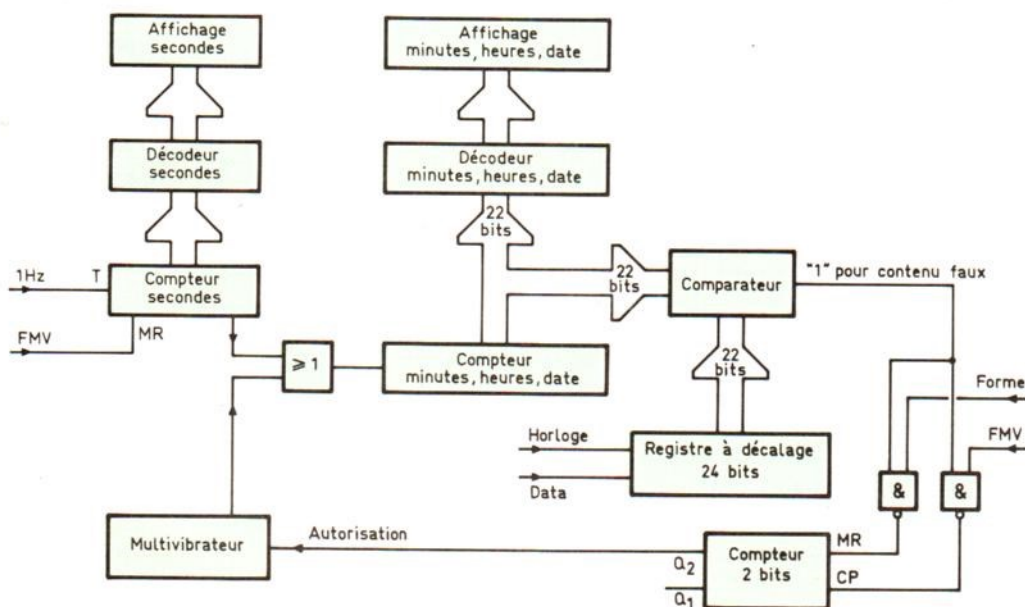 Affichage
secondes
Affichage
minutes, heures, date
Décodeur
secondes
Décodeur
minutes, heures, date
22
bits
1Hz
T
Compteur
secondes
22
bits
Comparateur
"1" pour contenu faux
FMV
MR
≥ 1
Compteur
minutes, heures, date
22
bits
Forme
Horloge
Data
Registre à décalage
24 bits
FMV
&
&
Multivibrateur
Autorisation
Q2
Q1
Compteur
2 bits
MR
CP